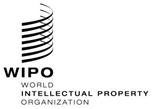 WIPO
WORLD
INTELLECTUAL PROPERTY
ORGANIZATION